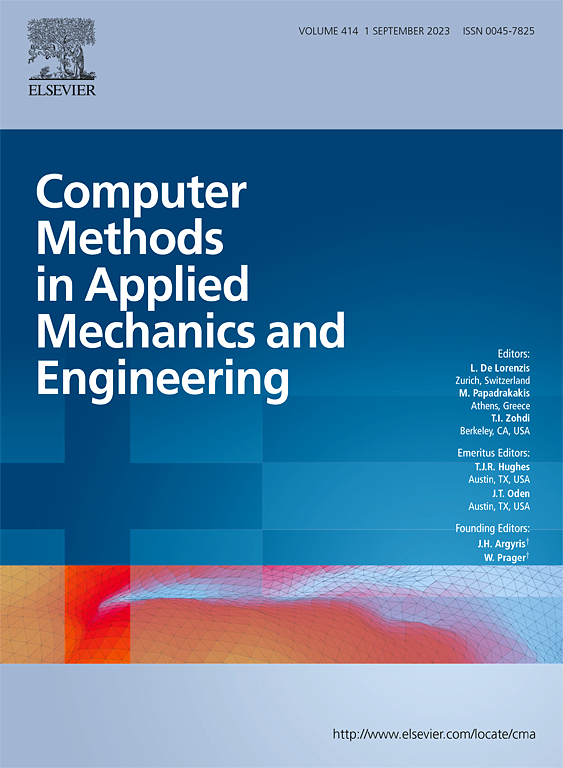 VOLUME 414 1 SEPTEMBER 2023 ISSN 0045-7825
ELSEVIER
Computer
Methods
in Applied
Mechanics and
Engineering
Editors:
L. De Lorenzis
Zurich, Switzerland
M. Papadrakakis
Athens, Greece
T.I. Zohdi
Berkeley, CA, USA
Emeritus Editors:
T.J.R. Hughes
Austin, TX, USA
J.T. Oden
Austin, TX, USA
Founding Editors:
J.H. Argyris†
W. Prager†
http://www.elsevier.com/locate/cma